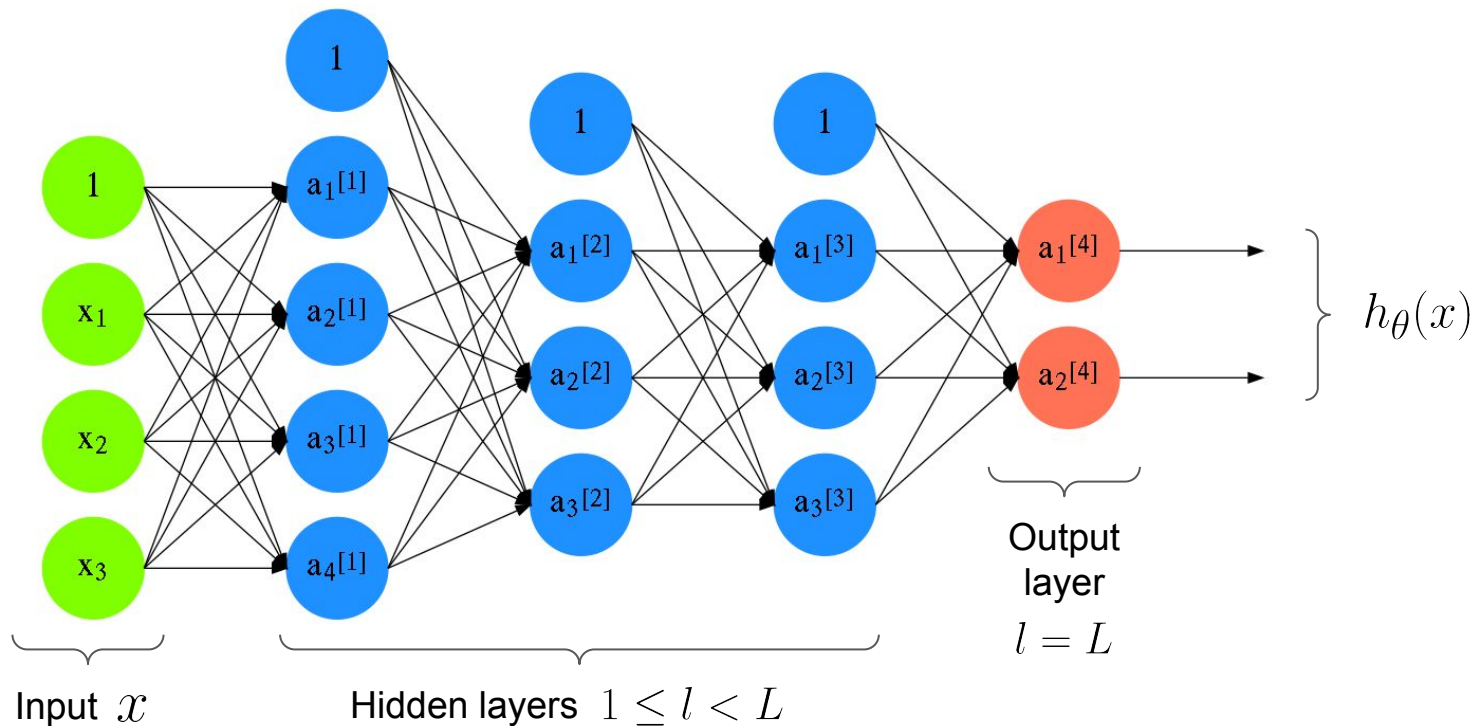 1
x₁
x₂
x₃
1
a₁[1]
a₂[1]
a₃[1]
a₄[1]
1
a₁[2]
a₂[2]
a₃[2]
1
a₁[3]
a₂[3]
a₃[3]
a₁[4]
a₂[4]
h_θ(x)
Input x
Hidden layers 1 ≤ l < L
Output
layer
l = L